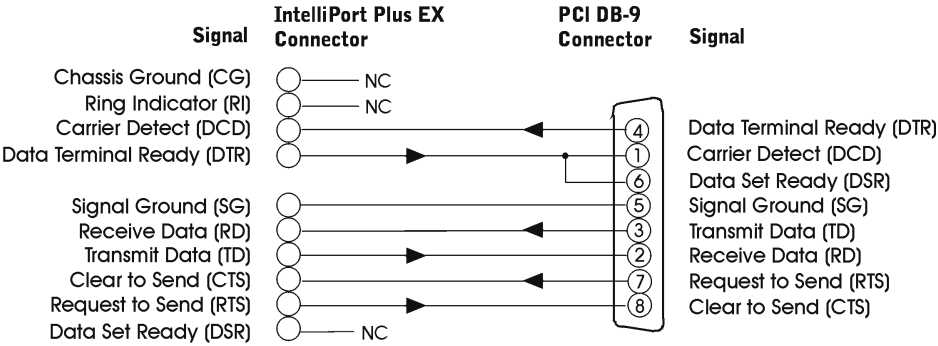 IntelliPort Plus EX PCI DB-9
Signal Connector Connector Signal
Chassis Ground (CG) NC
Ring Indicator (RI) NC
Carrier Detect (DCD) 4 Data Terminal Ready (DTR)
Data Terminal Ready (DTR) 1 Carrier Detect (DCD)
6 Data Set Ready (DSR)
Signal Ground (SG) 5 Signal Ground (SG)
Receive Data (RD) 3 Transmit Data (TD)
Transmit Data (TD) 2 Receive Data (RD)
Clear to Send (CTS) 7 Request to Send (RTS)
Request to Send (RTS) 8 Clear to Send (CTS)
Data Set Ready (DSR) NC